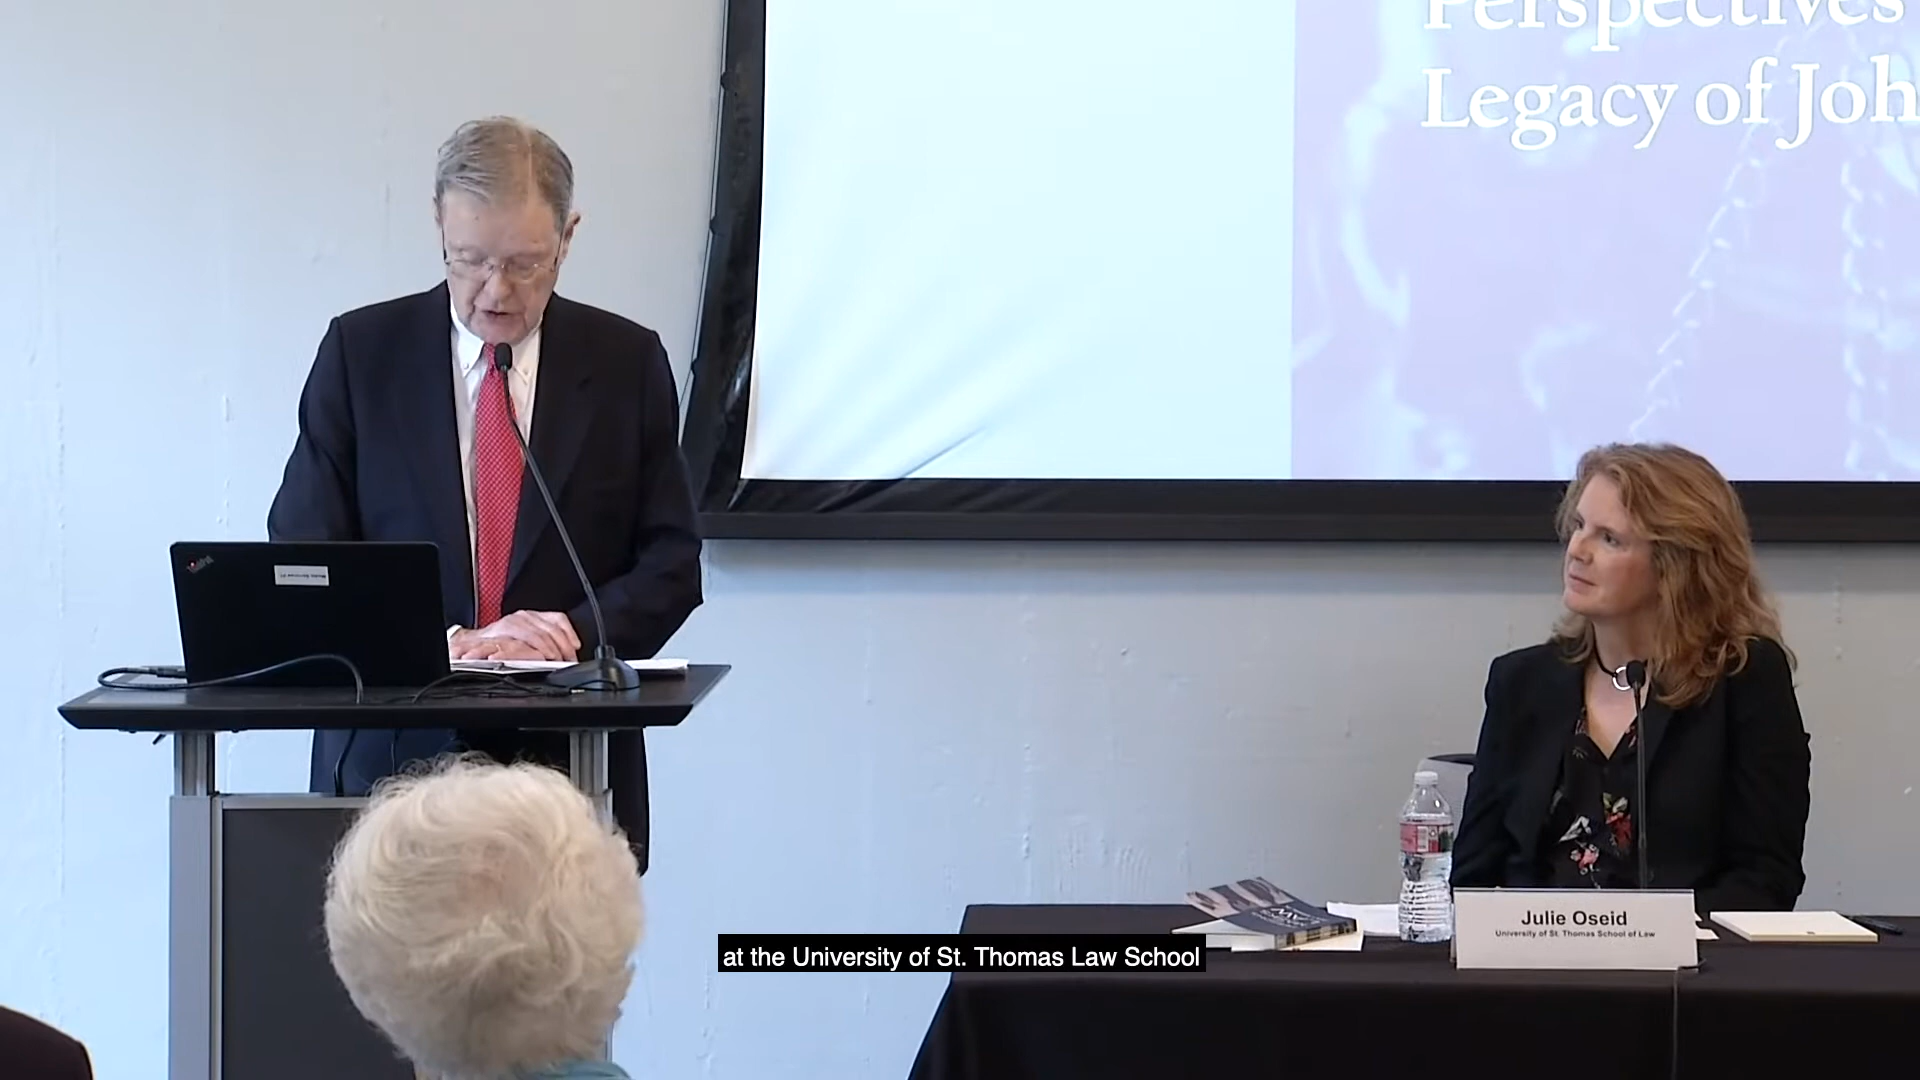 Perspectives
Legacy of Joh
ThinkPad
Julie Oseid
University of St. Thomas School of Law
at the University of St. Thomas Law School